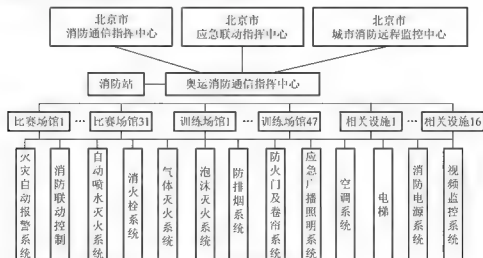 北京市
消防通信指挥中心
北京市
应急联动指挥中心
北京市
城市消防远程监控中心
消防站
奥运消防通信指挥中心
比赛场馆1 … 比赛场馆31 训练场馆1 … 训练场馆47 相关设施1 … 相关设施16
火灾自动报警系统
消防联动控制
自动喷水灭火系统
消火栓系统
气体灭火系统
泡沫灭火系统
防排烟系统
防火门及卷帘系统
应急广播照明系统
空调系统
电梯
消防电源系统
视频监控系统